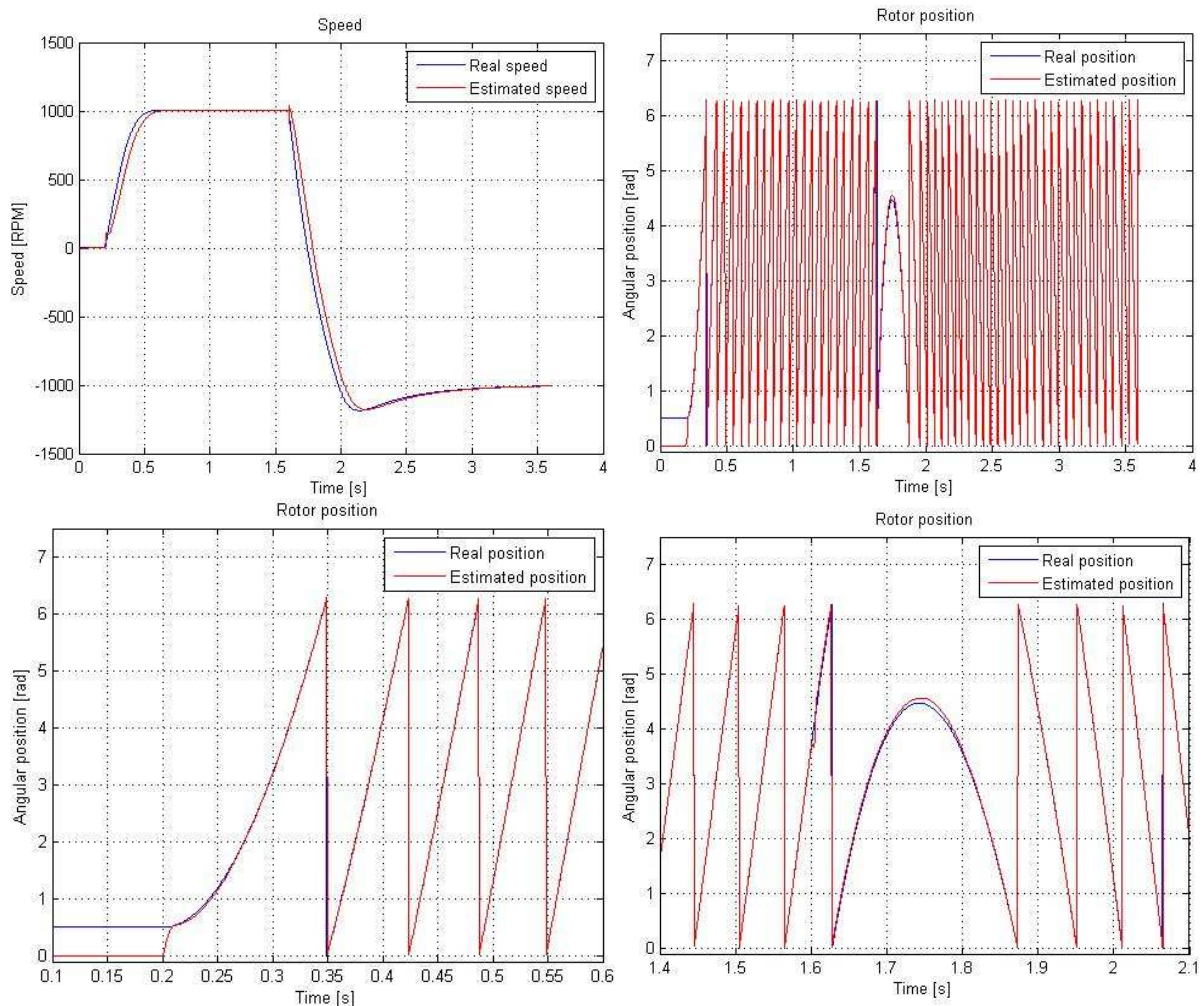 Speed
1500
1000
500
0
-500
-1000
-1500
Speed [RPM]
Real speed
Estimated speed
0 0.5 1 1.5 2 2.5 3 3.5 4
Time [s]
Rotor position
7
6
5
4
3
2
1
0
Angular position [rad]
Real position
Estimated position
0 0.5 1 1.5 2 2.5 3 3.5 4
Time [s]
Rotor position
7
6
5
4
3
2
1
0
Angular position [rad]
Real position
Estimated position
0.1 0.15 0.2 0.25 0.3 0.35 0.4 0.45 0.5 0.55 0.6
Time [s]
Rotor position
7
6
5
4
3
2
1
0
Angular position [rad]
Real position
Estimated position
1.4 1.5 1.6 1.7 1.8 1.9 2 2.1
Time [s]